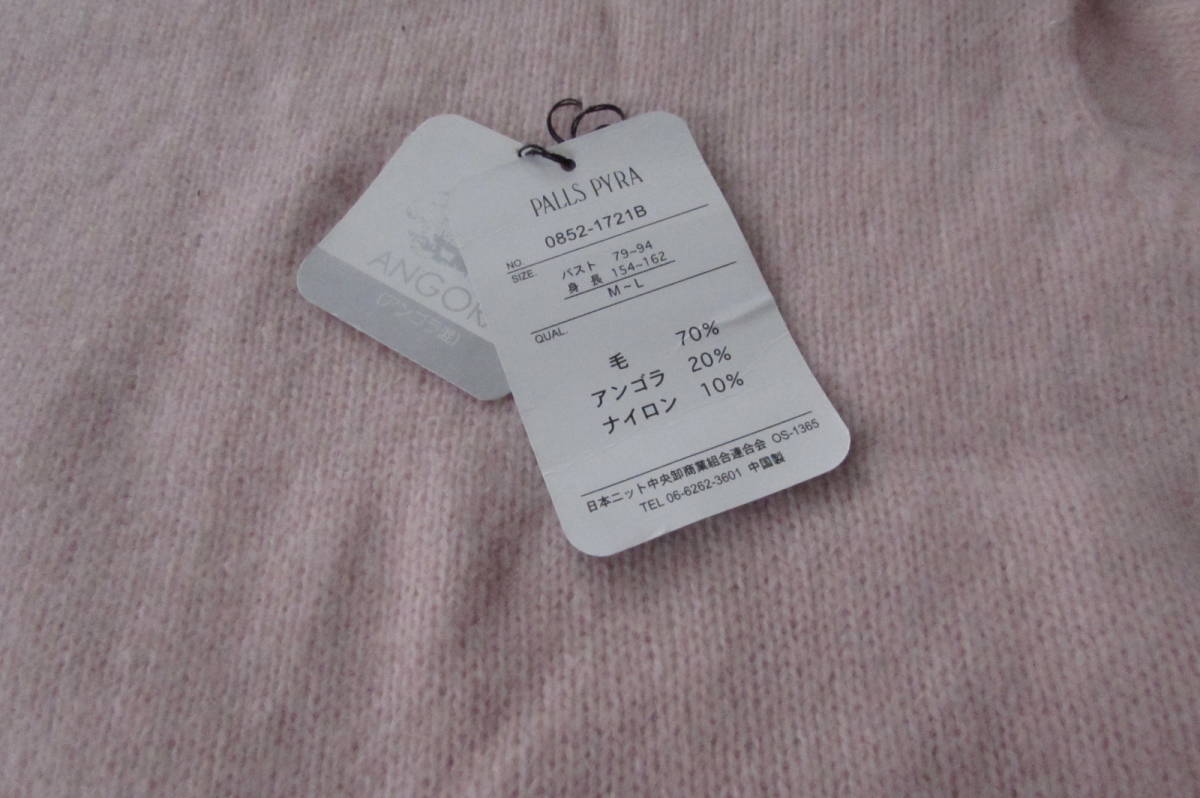 PALLS PYRA
NO. 0852-1721B
SIZE. バスト 79~94
身 長 154~162
M~L
QUAL.
毛 70%
アンゴラ 20%
ナイロン 10%
日本ニット中央卸商業組合連合会 OS-1365
TEL 06-6262-3601 中国製
ANGOR
(アンゴラ混)